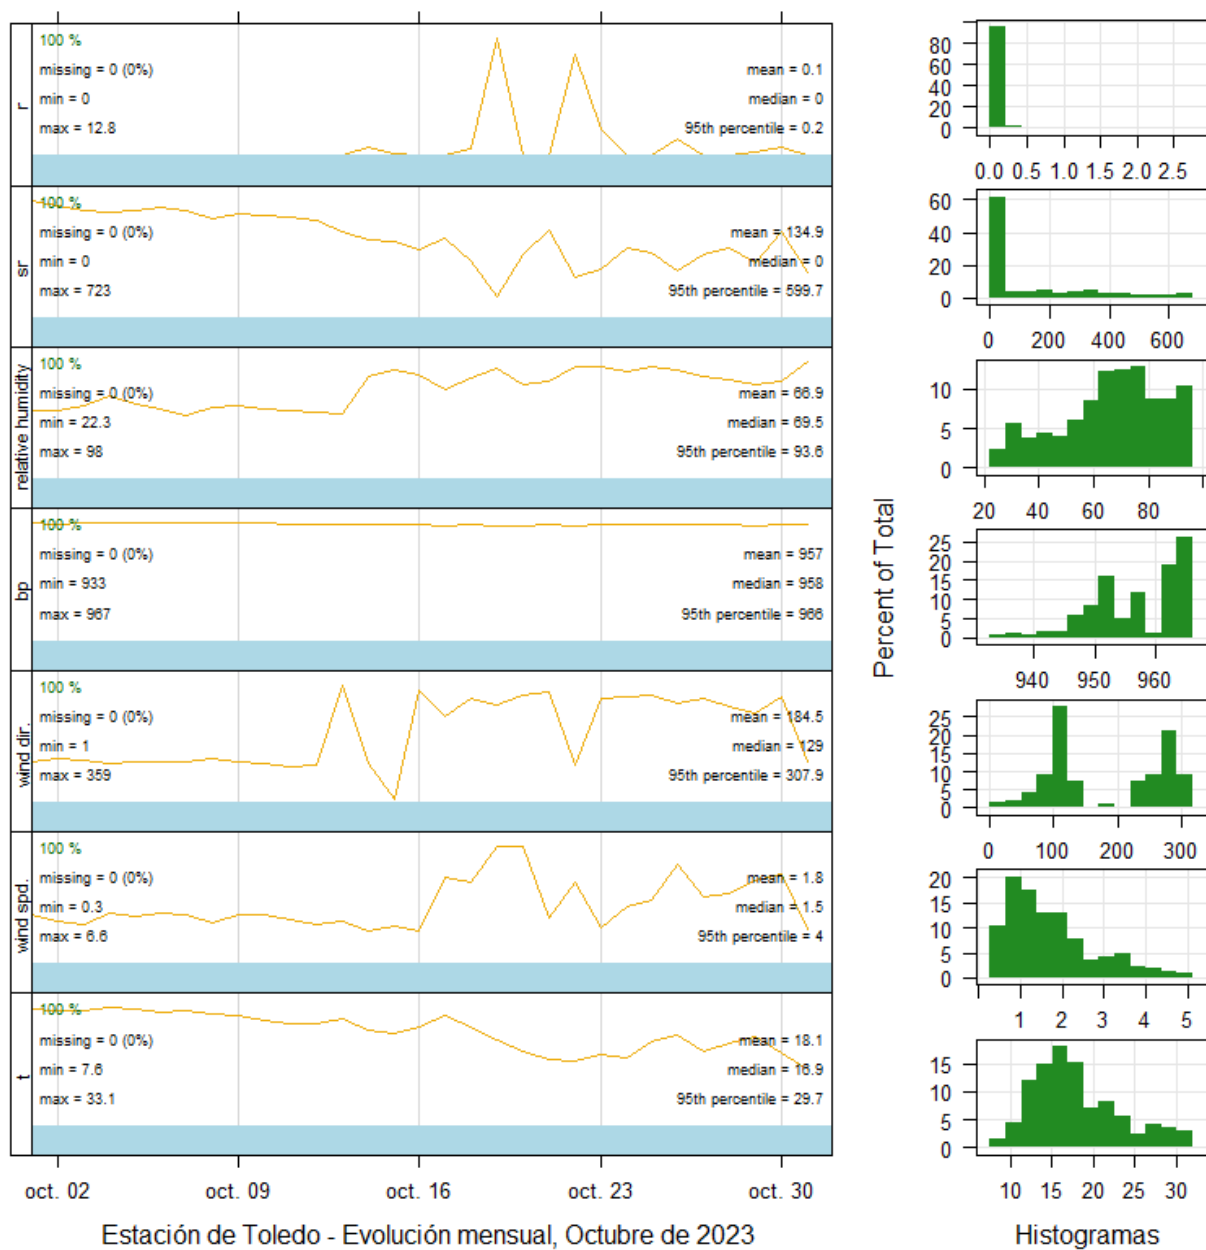 r
100 %
missing = 0 (0%)
min = 0
max = 12.8
mean = 0.1
median = 0
95th percentile = 0.2
sr
100 %
missing = 0 (0%)
min = 0
max = 723
mean = 134.9
median = 0
95th percentile = 599.7
relative humidity
100 %
missing = 0 (0%)
min = 22.3
max = 98
mean = 66.9
median = 69.5
95th percentile = 93.6
bp
100 %
missing = 0 (0%)
min = 933
max = 967
mean = 957
median = 958
95th percentile = 966
wind dir.
100 %
missing = 0 (0%)
min = 1
max = 359
mean = 184.5
median = 129
95th percentile = 307.9
wind spd.
100 %
missing = 0 (0%)
min = 0.3
max = 6.6
mean = 1.8
median = 1.5
95th percentile = 4
t
100 %
missing = 0 (0%)
min = 7.6
max = 33.1
mean = 18.1
median = 16.9
95th percentile = 29.7
oct. 02 oct. 09 oct. 16 oct. 23 oct. 30
Estación de Toledo - Evolución mensual, Octubre de 2023
Percent of Total
80
60
40
20
0
0.0 0.5 1.0 1.5 2.0 2.5
60
40
20
0
0 200 400 600
10
5
0
20 40 60 80
25
20
15
10
5
0
940 950 960
25
20
15
10
5
0
0 100 200 300
20
15
10
5
0
1 2 3 4 5
15
10
5
0
10 15 20 25 30
Histogramas